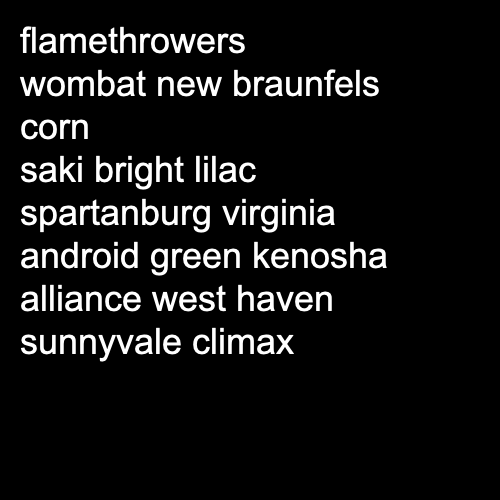 flamethrowers
wombat new braunfels
corn
saki bright lilac
spartanburg virginia
android green kenosha
alliance west haven
sunnyvale climax